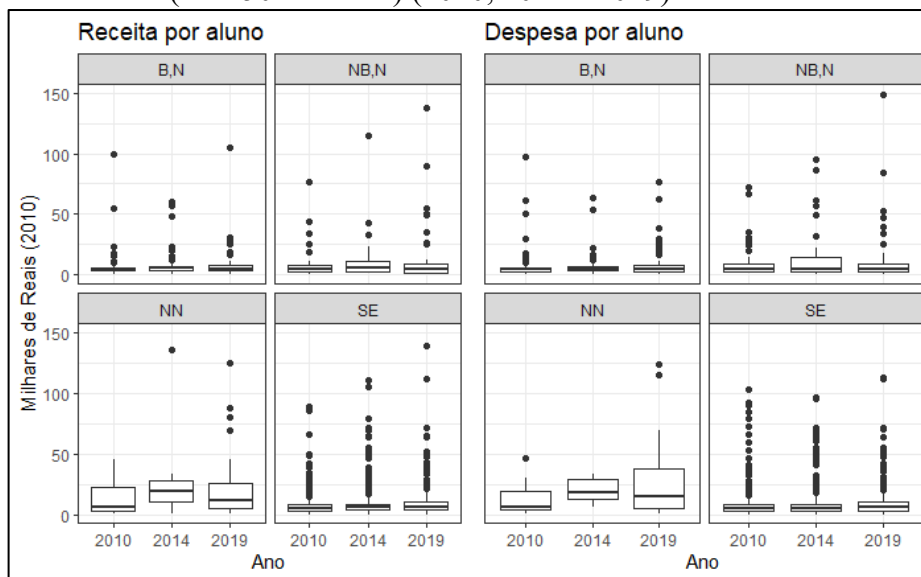 Receita por aluno Despesa por aluno
B,N NB,N B,N NB,N
150
100
50
0
NN SE NN SE
150
100
50
0
Milhares de Reais (2010)
2010 2014 2019 2010 2014 2019 2010 2014 2019 2010 2014 2019
Ano Ano